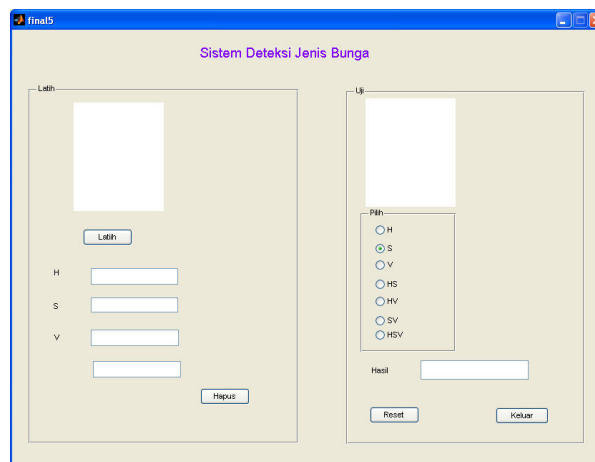 final5
Sistem Deteksi Jenis Bunga
Latih
Latih
H
S
V
Hapus
Uji
Pilih
H
S
V
HS
HV
SV
HSV
Hasil
Reset
Keluar